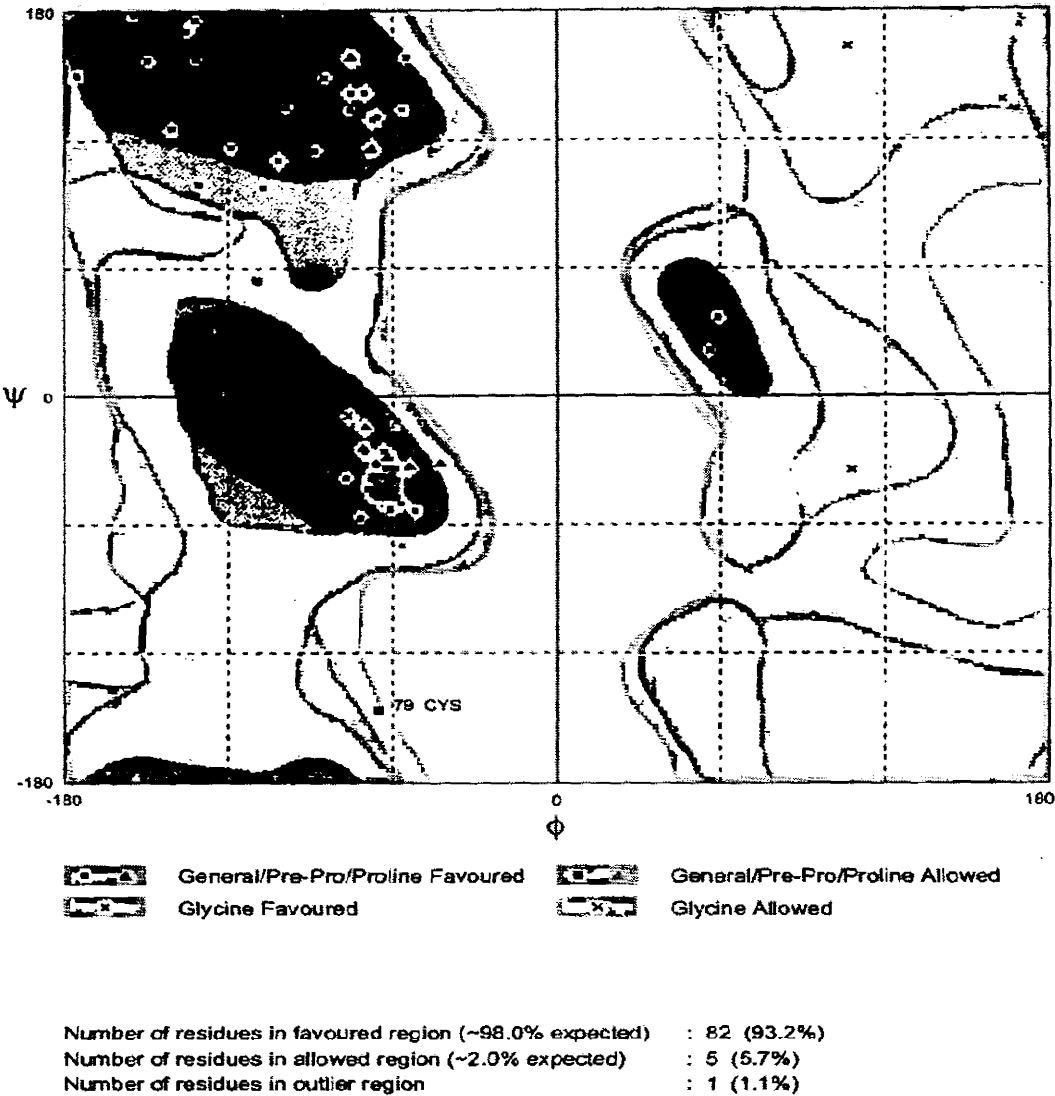 180
Ψ
0
79 CYS
-180
-180
0
180
Φ
General/Pre-Pro/Proline Favoured
General/Pre-Pro/Proline Allowed
Glycine Favoured
Glycine Allowed
Number of residues in favoured region (~98.0% expected) : 82 (93.2%)
Number of residues in allowed region (~2.0% expected) : 5 (5.7%)
Number of residues in outlier region : 1 (1.1%)